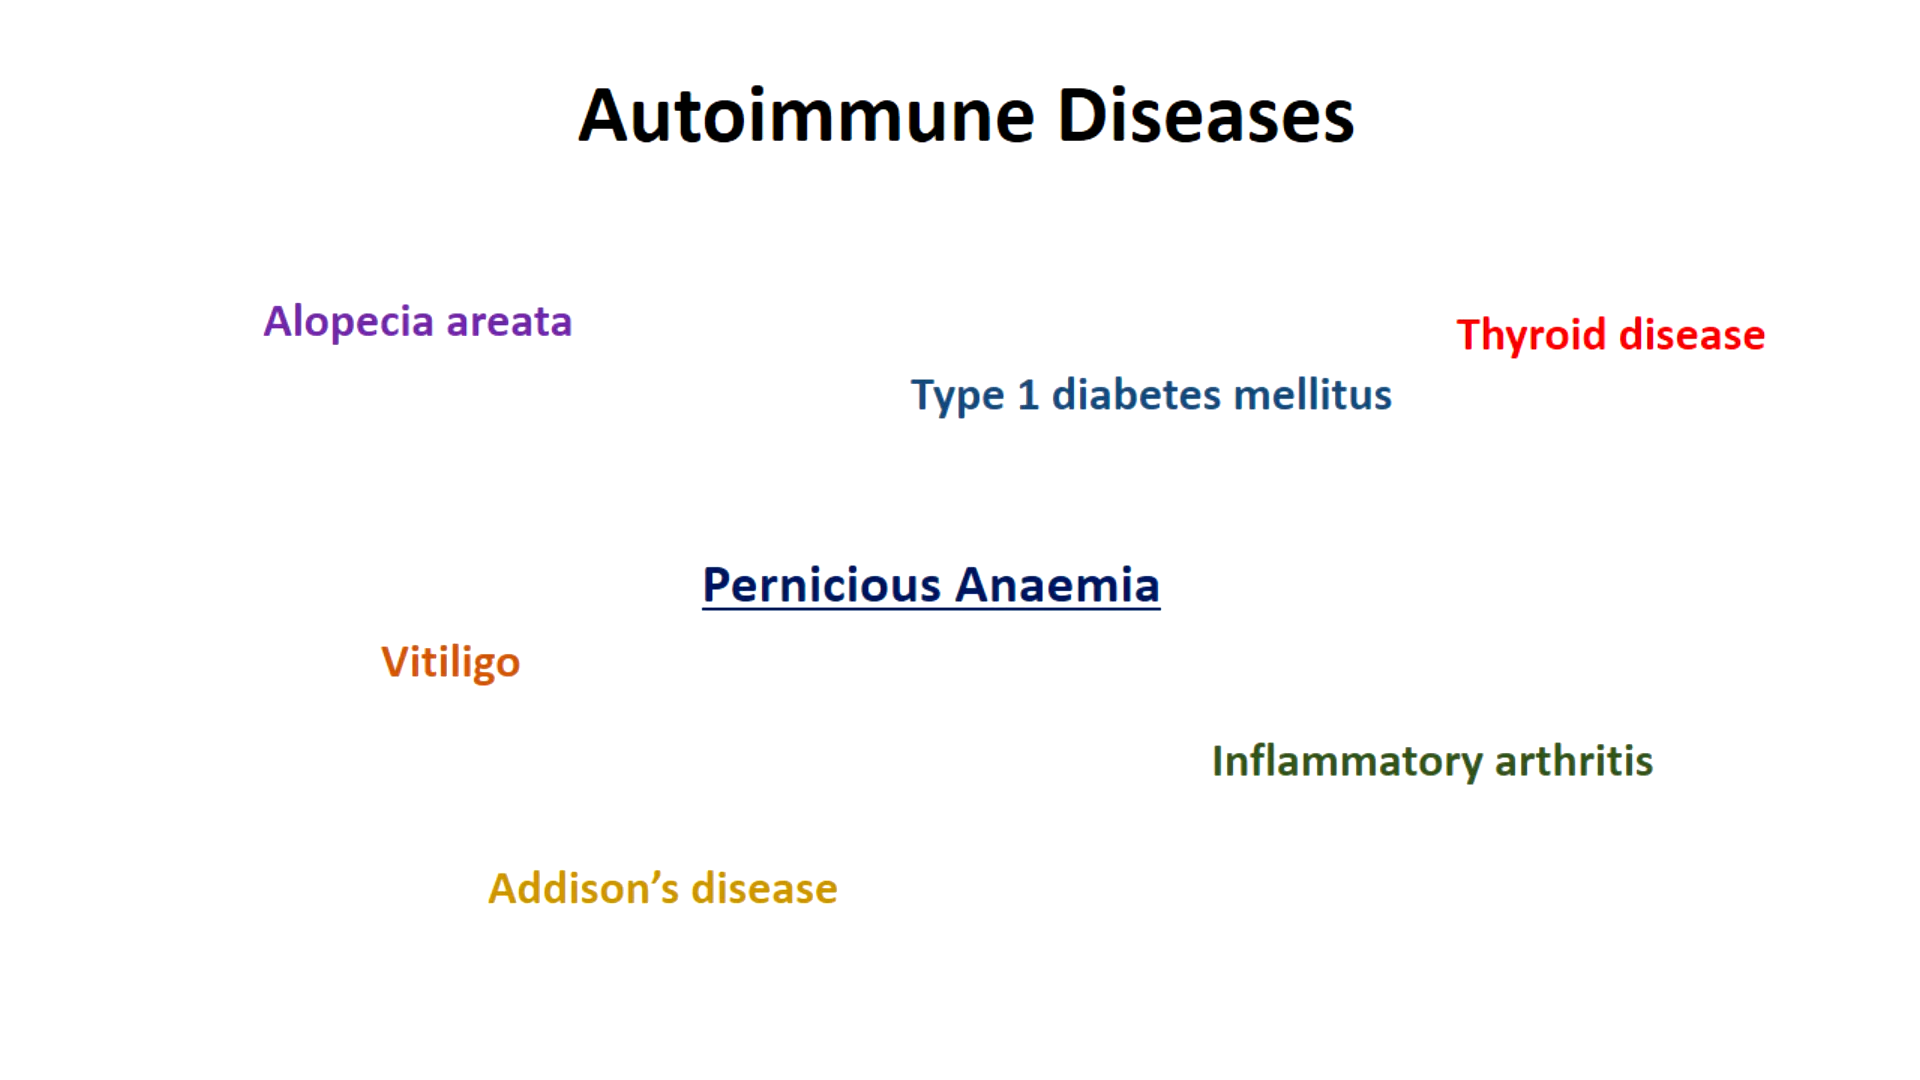 Autoimmune Diseases
Alopecia areata
Thyroid disease
Type 1 diabetes mellitus
Pernicious Anaemia
Vitiligo
Inflammatory arthritis
Addison’s disease